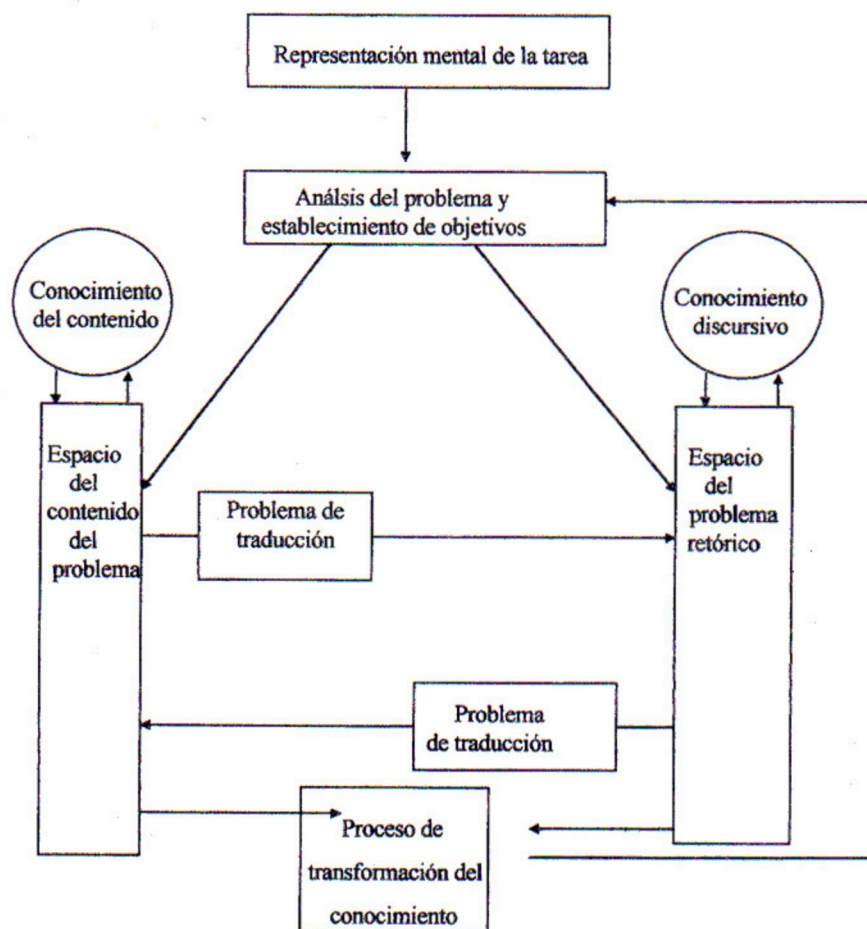 Representación mental de la tarea
Análsis del problema y
establecimiento de objetivos
Conocimiento
del contenido
Conocimiento
discursivo
Espacio
del
contenido
del
problema
Problema de
traducción
Espacio
del
problema
retórico
Problema
de traducción
Proceso de
transformación del
conocimiento